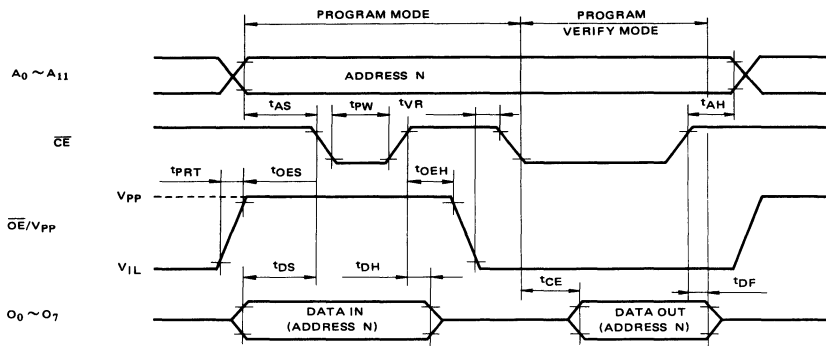 PROGRAM MODE
PROGRAM
VERIFY MODE
A0 ~ A11
ADDRESS N
tAS
tPW
tVR
tAH
CE
tPRT
tOES
tOEH
VPP
OE/VPP
VIL
tDS
tDH
tCE
tDF
O0 ~ O7
DATA IN
(ADDRESS N)
DATA OUT
(ADDRESS N)